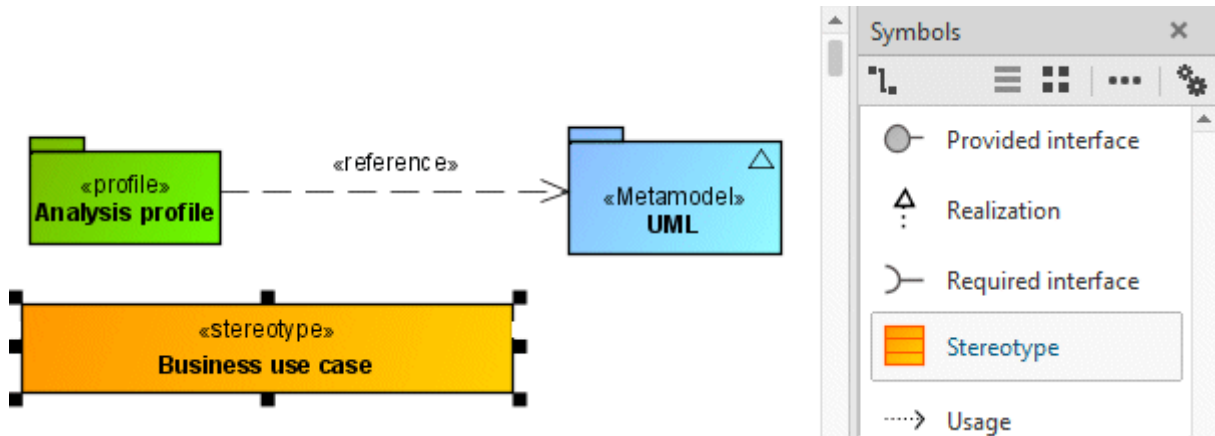 «profile»
Analysis profile
«reference»
«Metamodel»
UML
«stereotype»
Business use case
Symbols
Provided interface
Realization
Required interface
Stereotype
Usage